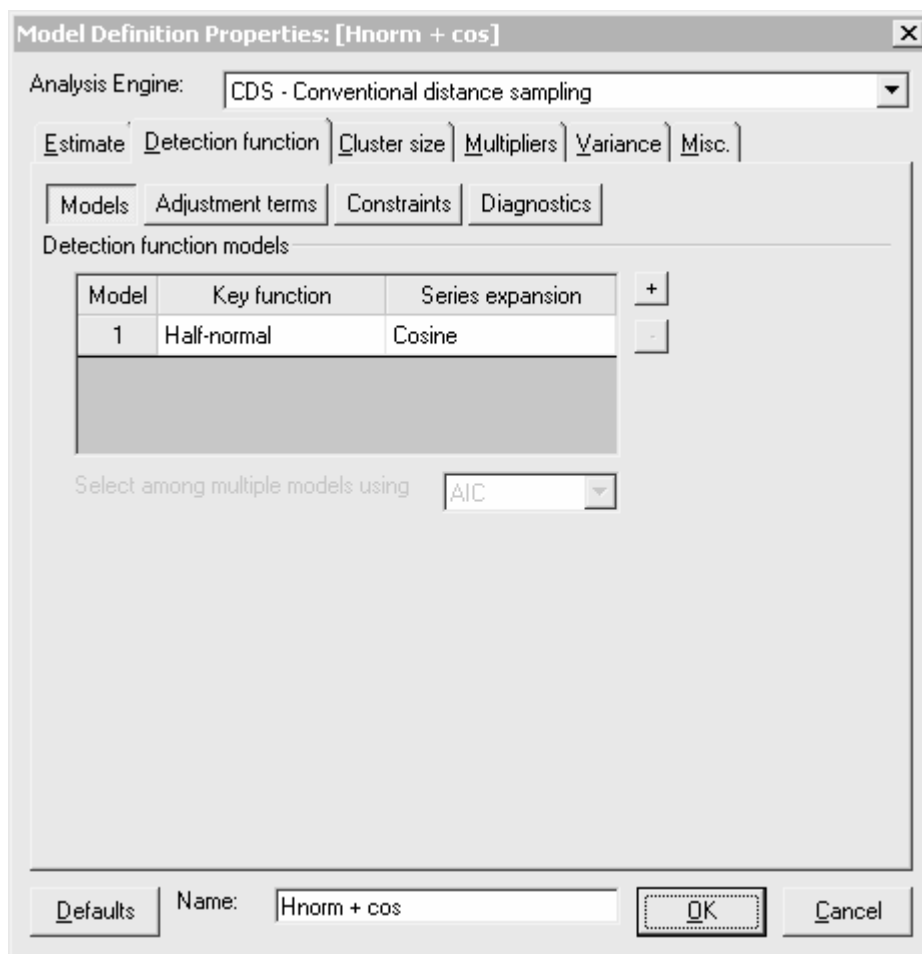 Model Definition Properties: [Hnorm + cos]
Analysis Engine: CDS - Conventional distance sampling
Estimate Detection function Cluster size Multipliers Variance Misc.
Models Adjustment terms Constraints Diagnostics
Detection function models
Model Key function Series expansion +
1 Half-normal Cosine -
Select among multiple models using AIC
Defaults Name: Hnorm + cos OK Cancel